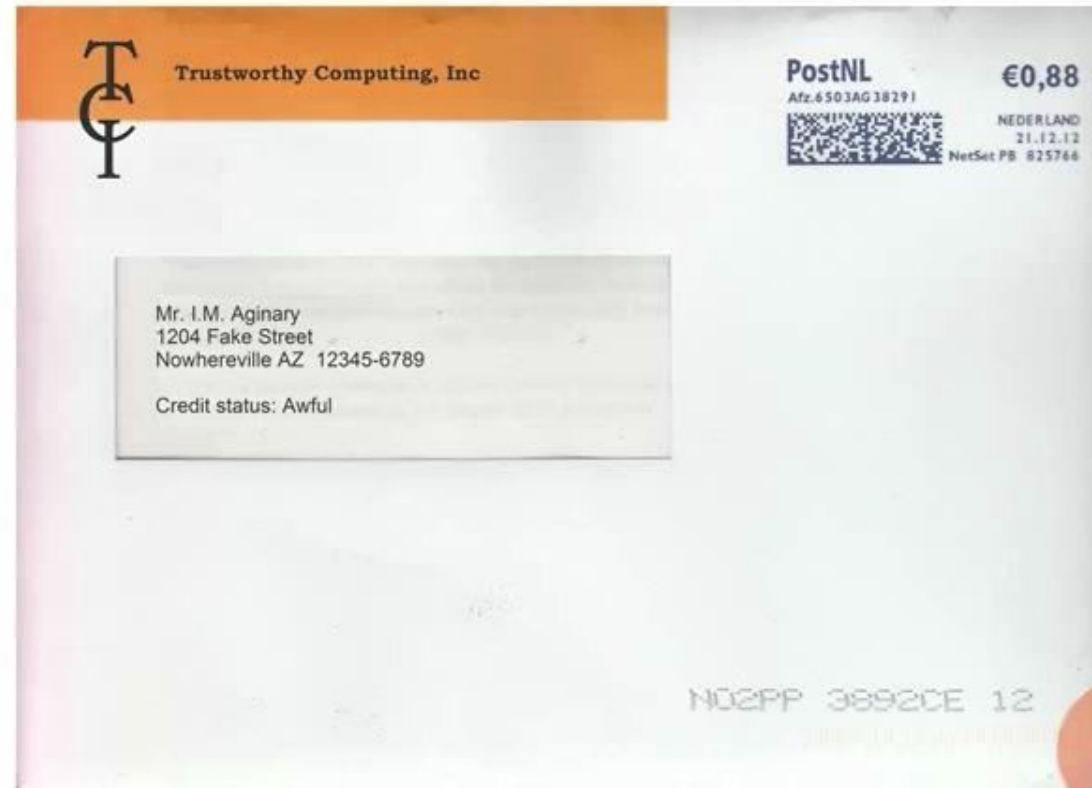 TCI
Trustworthy Computing, Inc
PostNL €0,88
Afz.6503AG38291
NEDERLAND
21.12.12
NetSet PB 825766
Mr. I.M. Aginary
1204 Fake Street
Nowhereville AZ 12345-6789
Credit status: Awful
NO2PP 3892CE 12